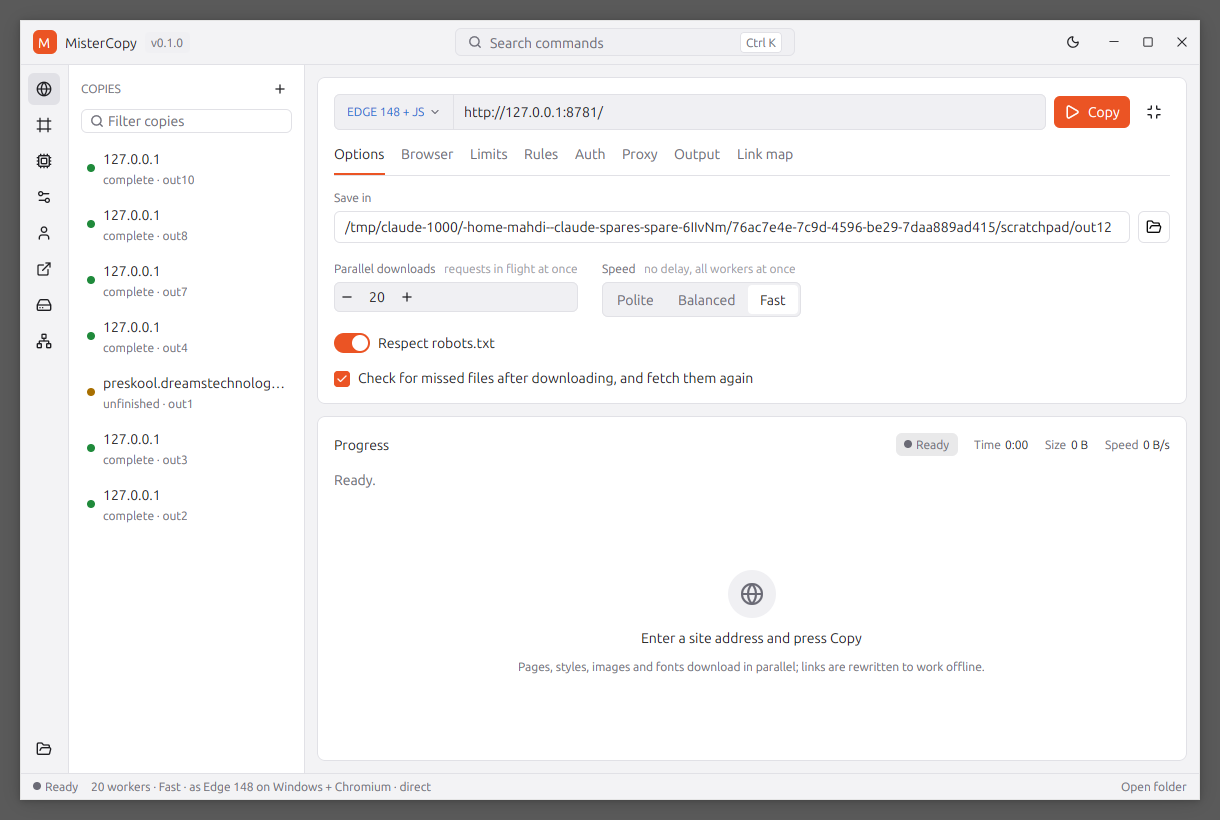 M MisterCopy v0.1.0 Search commands Ctrl K
COPIES
Filter copies
127.0.0.1
complete · out10
127.0.0.1
complete · out8
127.0.0.1
complete · out7
127.0.0.1
complete · out4
preskool.dreamstechnolog...
unfinished · out1
127.0.0.1
complete · out3
127.0.0.1
complete · out2
EDGE 148 + JS http://127.0.0.1:8781/ Copy
Options Browser Limits Rules Auth Proxy Output Link map
Save in
/tmp/claude-1000/-home-mahdi--claude-spares-spare-6IIvNm/76ac7e4e-7c9d-4596-be29-7daa889ad415/scratchpad/out12
Parallel downloads requests in flight at once Speed no delay, all workers at once
− 20 + Polite Balanced Fast
Respect robots.txt
Check for missed files after downloading, and fetch them again
Progress Ready Time 0:00 Size 0 B Speed 0 B/s
Ready.
Enter a site address and press Copy
Pages, styles, images and fonts download in parallel; links are rewritten to work offline.
Ready 20 workers · Fast · as Edge 148 on Windows + Chromium · direct Open folder